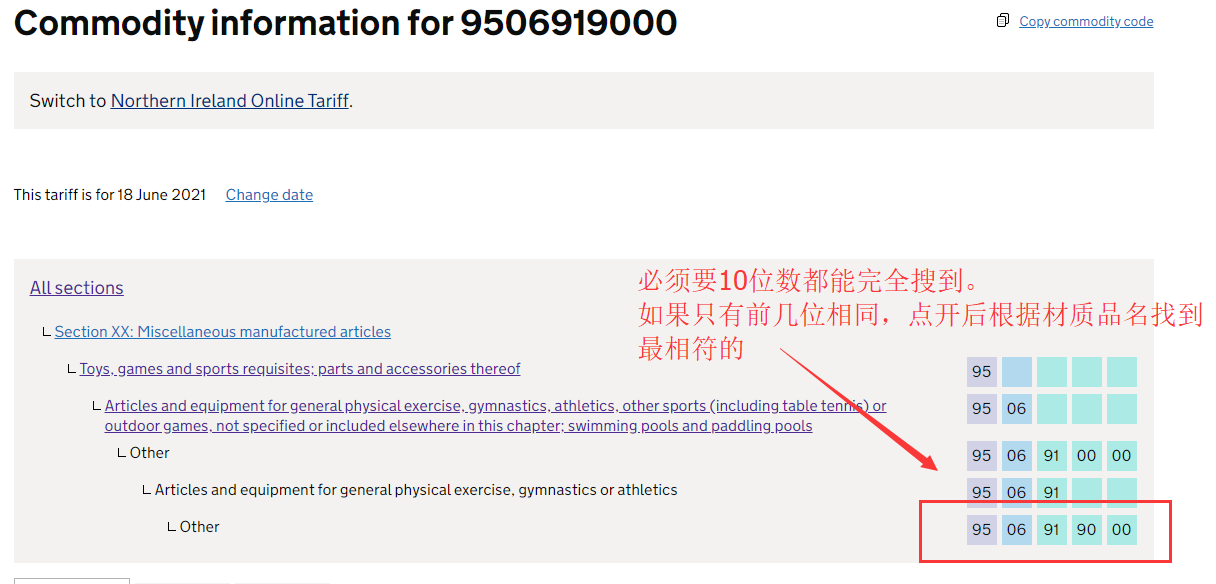 Commodity information for 9506919000
Copy commodity code
Switch to Northern Ireland Online Tariff.
This tariff is for 18 June 2021 Change date
All sections
必须要10位数都能完全搜到。
如果只有前几位相同，点开后根据材质品名找到
最相符的
Section XX: Miscellaneous manufactured articles
Toys, games and sports requisites; parts and accessories thereof
95
Articles and equipment for general physical exercise, gymnastics, athletics, other sports (including table tennis) or
outdoor games, not specified or included elsewhere in this chapter; swimming pools and paddling pools
95 06
Other
95 06 91 00 00
Articles and equipment for general physical exercise, gymnastics or athletics
95 06 91
Other
95 06 91 90 00